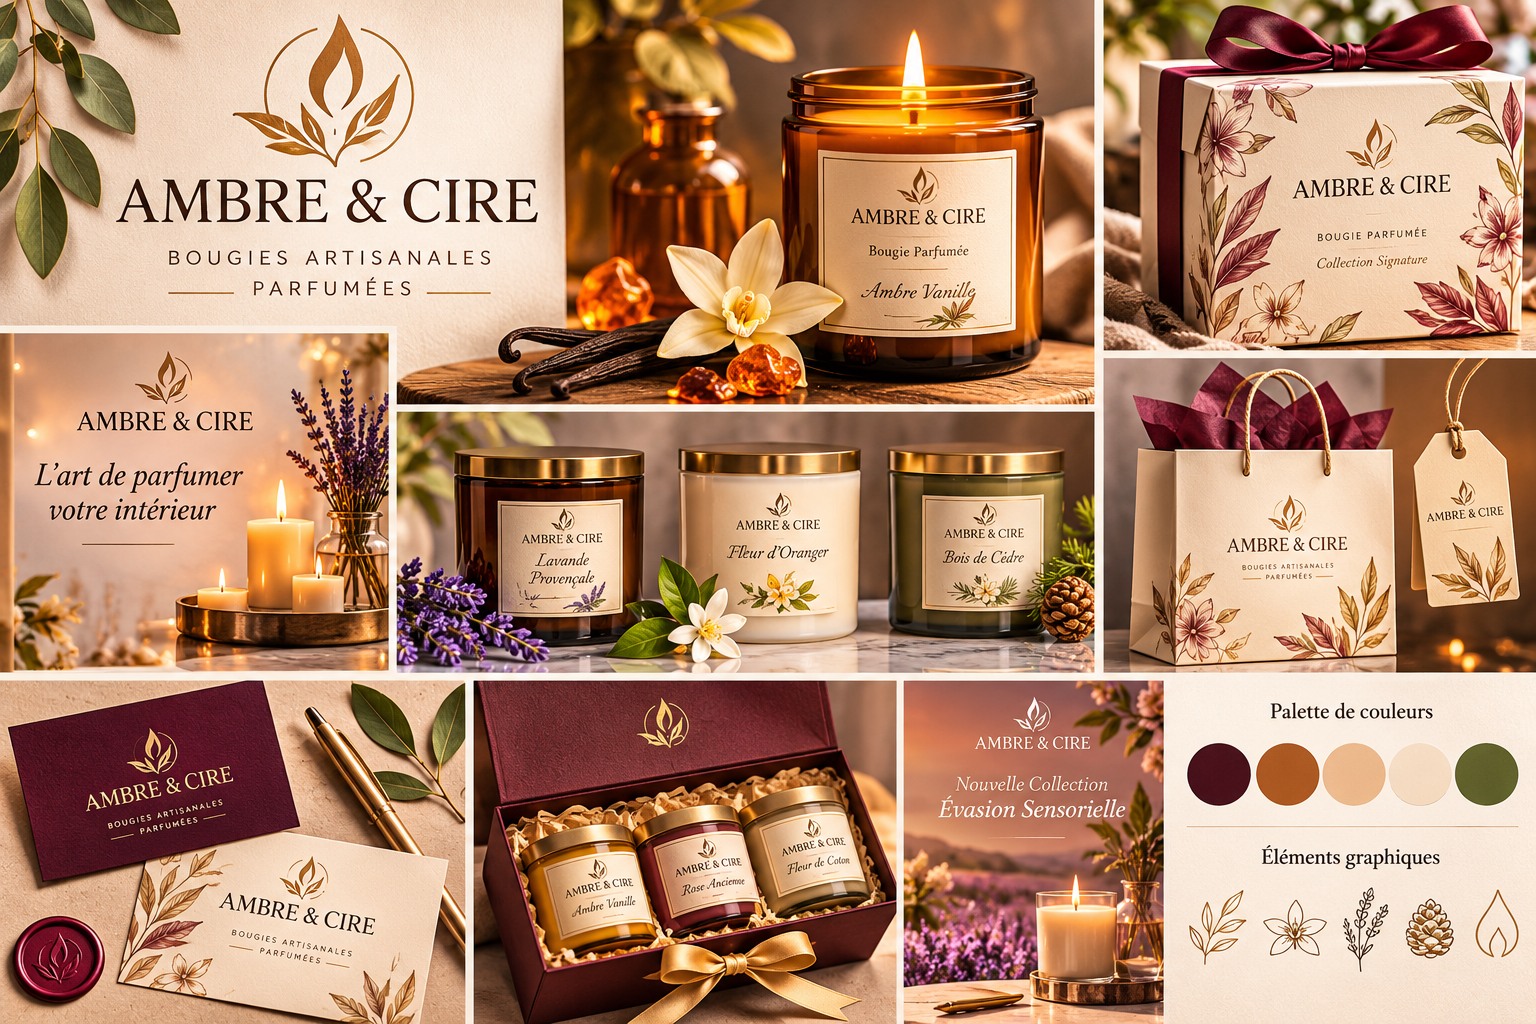 AMBRE & CIRE
BOUGIES ARTISANALES
PARFUMÉES
AMBRE & CIRE
Bougie Parfumée
Ambre Vanille
AMBRE & CIRE
BOUGIE PARFUMÉE
Collection Signature
AMBRE & CIRE
L'art de parfumer
votre intérieur
AMBRE & CIRE
Lavande
Provençale
AMBRE & CIRE
Fleur d'Oranger
AMBRE & CIRE
Bois de Cèdre
AMBRE & CIRE
BOUGIES ARTISANALES
PARFUMÉES
AMBRE & CIRE
AMBRE & CIRE
BOUGIES ARTISANALES
PARFUMÉES
AMBRE & CIRE
BOUGIES ARTISANALES
PARFUMÉES
AMBRE & CIRE
Ambre Vanille
AMBRE & CIRE
Rose Ancienne
AMBRE & CIRE
Fleur de Coton
AMBRE & CIRE
Nouvelle Collection
Évasion Sensorielle
Palette de couleurs
Éléments graphiques